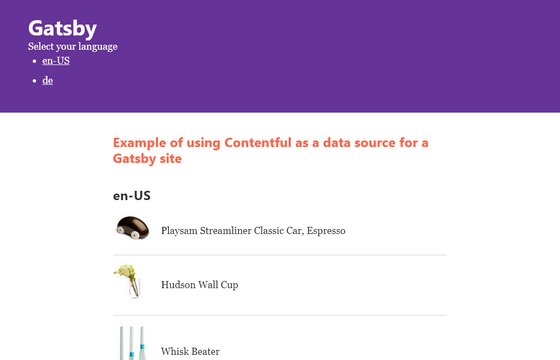 Gatsby
Select your language
en-US
de
Example of using Contentful as a data source for a
Gatsby site
en-US
Playsam Streamliner Classic Car, Espresso
Hudson Wall Cup
Whisk Beater